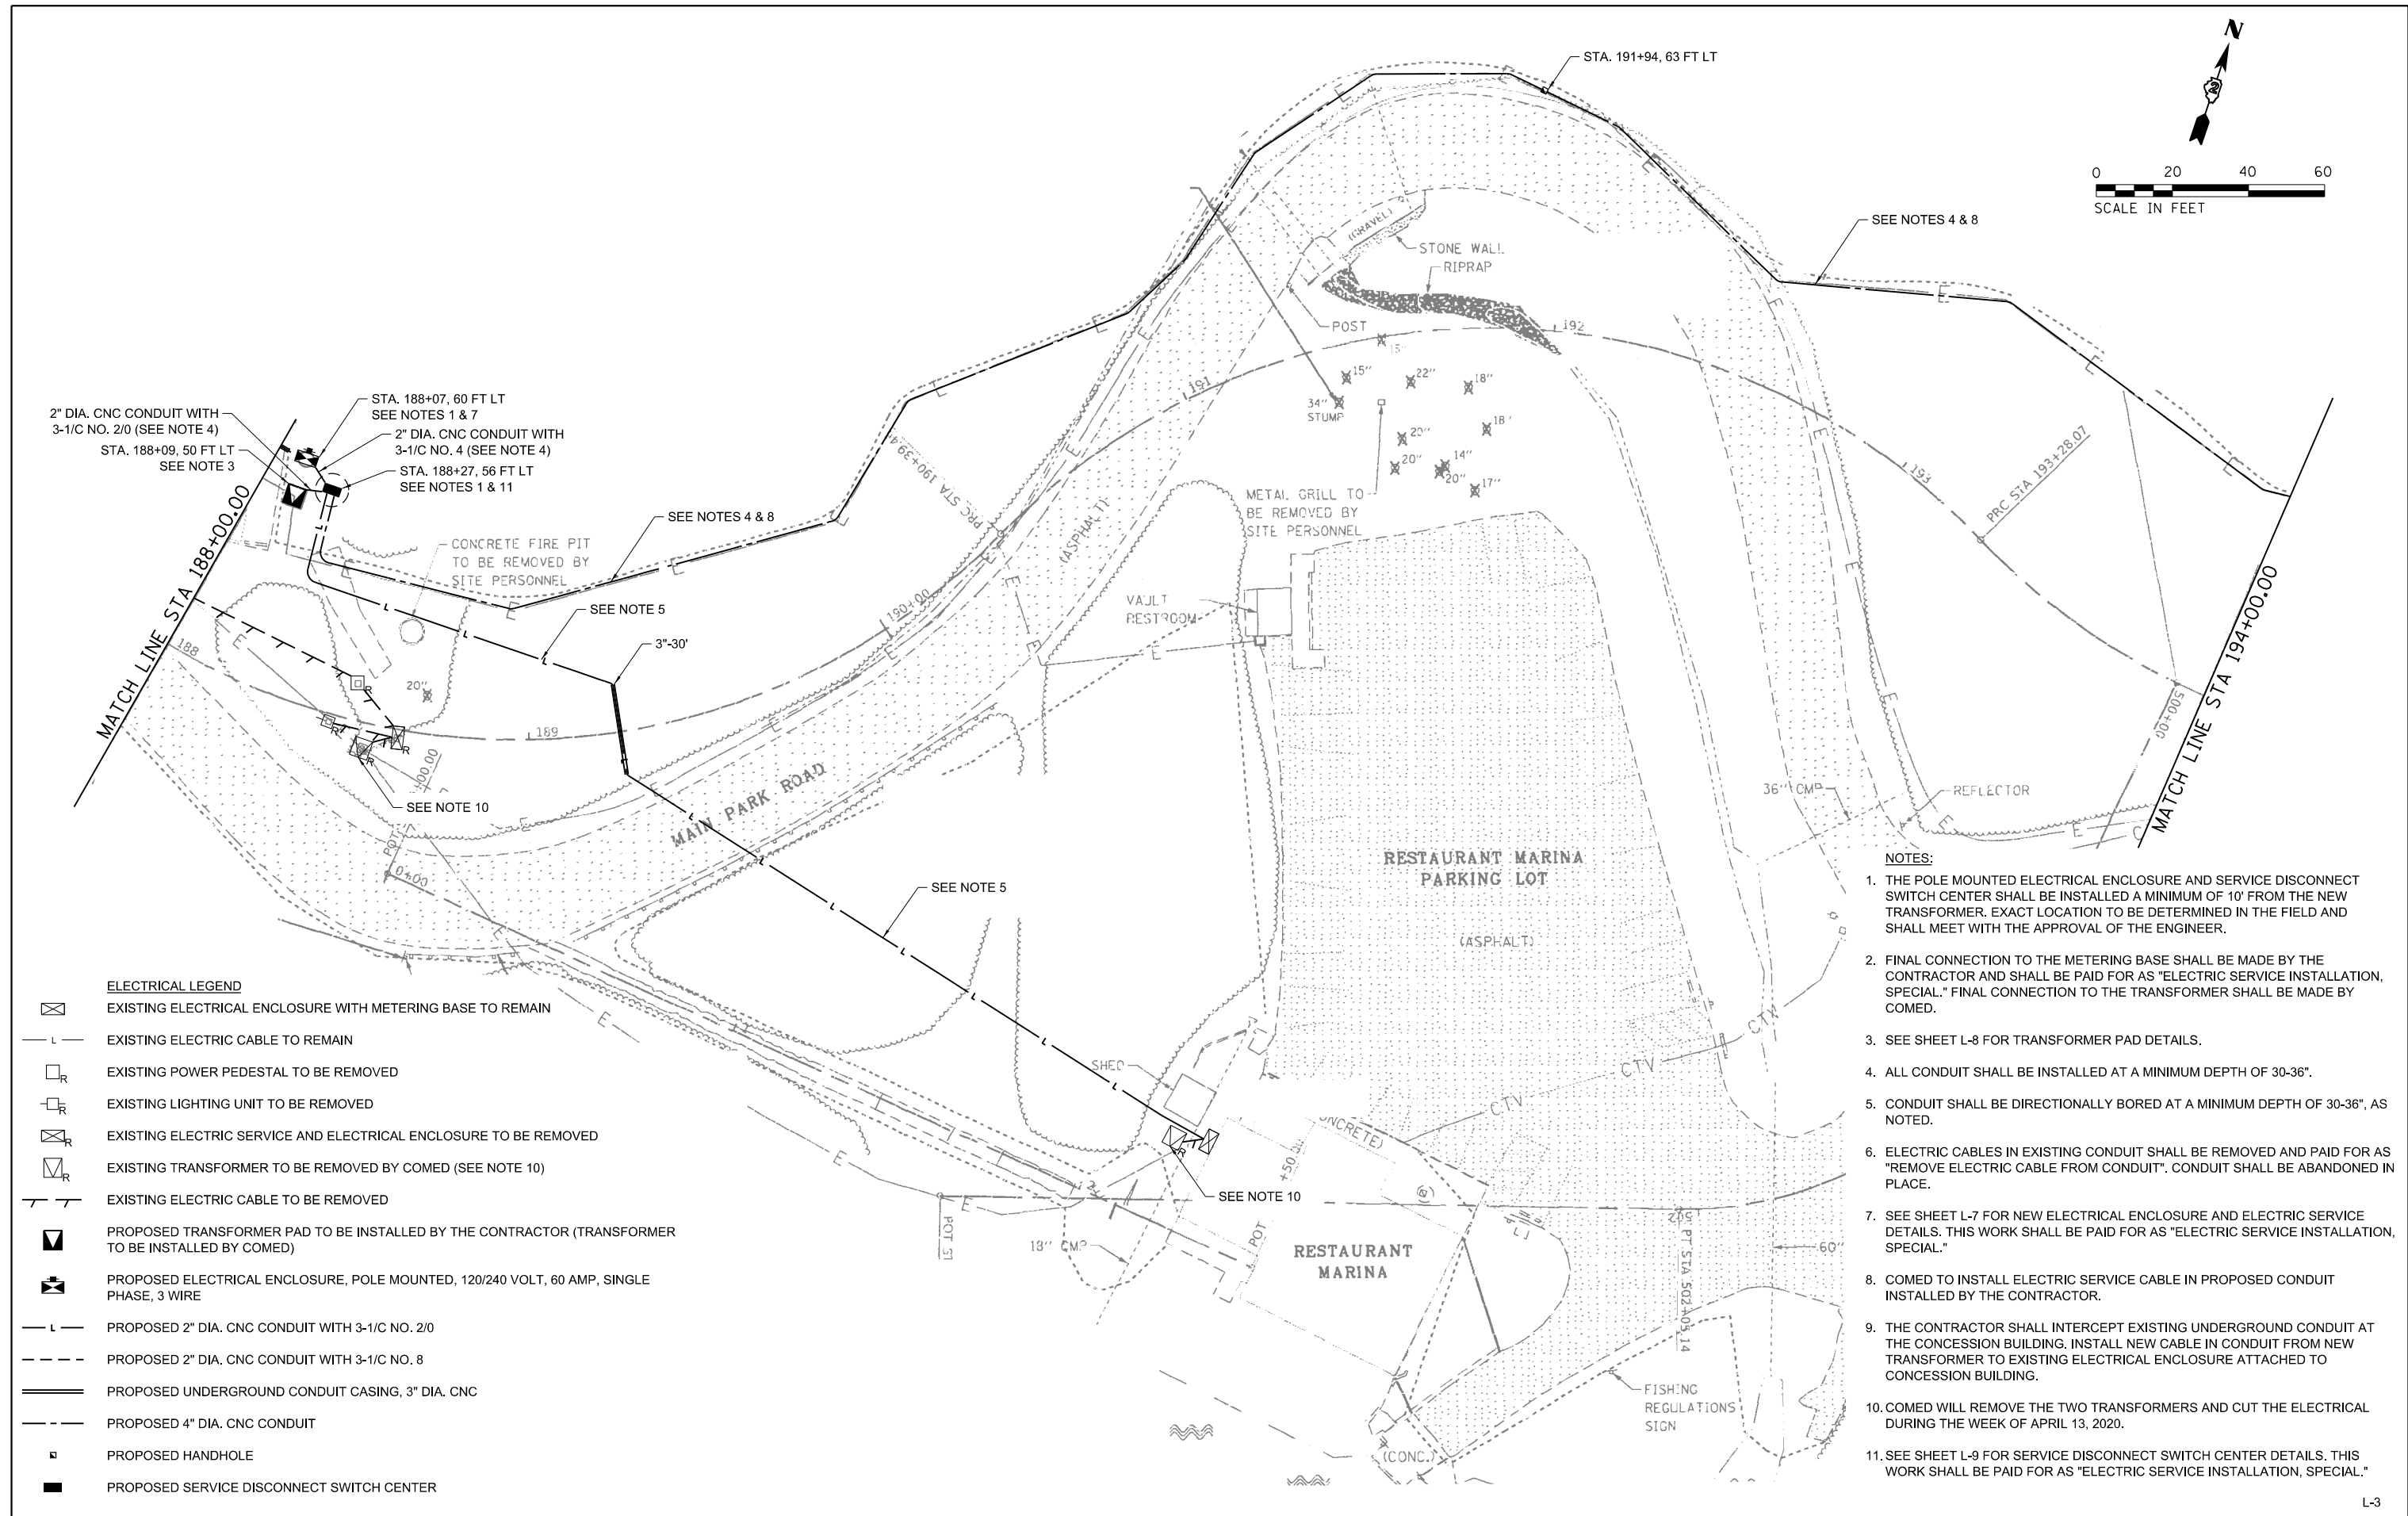 STA. 191+94, 63 FT LT
N
2
0 20 40 60
SCALE IN FEET
SEE NOTES 4 & 8
(GRAVEL)
STONE WALL
RIPRAP
POST
192
191
15"
22"
18"
34"
STUMP
18"
20"
20"
14"
20"
17"
METAL GRILL TO
BE REMOVED BY
SITE PERSONNEL
193
PRC STA 193+28.07
MATCH LINE STA 194+00.00
500+00
2" DIA. CNC CONDUIT WITH
3-1/C NO. 2/0 (SEE NOTE 4)
STA. 188+09, 50 FT LT
SEE NOTE 3
STA. 188+07, 60 FT LT
SEE NOTES 1 & 7
2" DIA. CNC CONDUIT WITH
3-1/C NO. 4 (SEE NOTE 4)
STA. 188+27, 56 FT LT
SEE NOTES 1 & 11
MATCH LINE STA 188+00.00
188
CONCRETE FIRE PIT
TO BE REMOVED BY
SITE PERSONNEL
SEE NOTES 4 & 8
SEE NOTE 5
3"-30'
20"
189
190+00
PRC STA 190+39.4
(ASPHALT)
VAULT
RESTROOM
SEE NOTE 10
POT
0+00
MAIN PARK ROAD
SEE NOTE 5
RESTAURANT MARINA
PARKING LOT
(ASPHALT)
36" CMP
REFLECTOR
CTV
CTV
CTV
SHED
SEE NOTE 10
+50
POT
POT ST
18" CMP
RESTAURANT
MARINA
502
PT STA 502+05.14
60"
FISHING
REGULATIONS
SIGN
(CONC.)
ELECTRICAL LEGEND
EXISTING ELECTRICAL ENCLOSURE WITH METERING BASE TO REMAIN
L EXISTING ELECTRIC CABLE TO REMAIN
R EXISTING POWER PEDESTAL TO BE REMOVED
R EXISTING LIGHTING UNIT TO BE REMOVED
R EXISTING ELECTRIC SERVICE AND ELECTRICAL ENCLOSURE TO BE REMOVED
R EXISTING TRANSFORMER TO BE REMOVED BY COMED (SEE NOTE 10)
EXISTING ELECTRIC CABLE TO BE REMOVED
PROPOSED TRANSFORMER PAD TO BE INSTALLED BY THE CONTRACTOR (TRANSFORMER
TO BE INSTALLED BY COMED)
PROPOSED ELECTRICAL ENCLOSURE, POLE MOUNTED, 120/240 VOLT, 60 AMP, SINGLE
PHASE, 3 WIRE
L PROPOSED 2" DIA. CNC CONDUIT WITH 3-1/C NO. 2/0
PROPOSED 2" DIA. CNC CONDUIT WITH 3-1/C NO. 8
PROPOSED UNDERGROUND CONDUIT CASING, 3" DIA. CNC
PROPOSED 4" DIA. CNC CONDUIT
PROPOSED HANDHOLE
PROPOSED SERVICE DISCONNECT SWITCH CENTER
NOTES:
1. THE POLE MOUNTED ELECTRICAL ENCLOSURE AND SERVICE DISCONNECT
SWITCH CENTER SHALL BE INSTALLED A MINIMUM OF 10' FROM THE NEW
TRANSFORMER. EXACT LOCATION TO BE DETERMINED IN THE FIELD AND
SHALL MEET WITH THE APPROVAL OF THE ENGINEER.
2. FINAL CONNECTION TO THE METERING BASE SHALL BE MADE BY THE
CONTRACTOR AND SHALL BE PAID FOR AS "ELECTRIC SERVICE INSTALLATION,
SPECIAL." FINAL CONNECTION TO THE TRANSFORMER SHALL BE MADE BY
COMED.
3. SEE SHEET L-8 FOR TRANSFORMER PAD DETAILS.
4. ALL CONDUIT SHALL BE INSTALLED AT A MINIMUM DEPTH OF 30-36".
5. CONDUIT SHALL BE DIRECTIONALLY BORED AT A MINIMUM DEPTH OF 30-36", AS
NOTED.
6. ELECTRIC CABLES IN EXISTING CONDUIT SHALL BE REMOVED AND PAID FOR AS
"REMOVE ELECTRIC CABLE FROM CONDUIT". CONDUIT SHALL BE ABANDONED IN
PLACE.
7. SEE SHEET L-7 FOR NEW ELECTRICAL ENCLOSURE AND ELECTRIC SERVICE
DETAILS. THIS WORK SHALL BE PAID FOR AS "ELECTRIC SERVICE INSTALLATION,
SPECIAL."
8. COMED TO INSTALL ELECTRIC SERVICE CABLE IN PROPOSED CONDUIT
INSTALLED BY THE CONTRACTOR.
9. THE CONTRACTOR SHALL INTERCEPT EXISTING UNDERGROUND CONDUIT AT
THE CONCESSION BUILDING. INSTALL NEW CABLE IN CONDUIT FROM NEW
TRANSFORMER TO EXISTING ELECTRICAL ENCLOSURE ATTACHED TO
CONCESSION BUILDING.
10. COMED WILL REMOVE THE TWO TRANSFORMERS AND CUT THE ELECTRICAL
DURING THE WEEK OF APRIL 13, 2020.
11. SEE SHEET L-9 FOR SERVICE DISCONNECT SWITCH CENTER DETAILS. THIS
WORK SHALL BE PAID FOR AS "ELECTRIC SERVICE INSTALLATION, SPECIAL."
L-3